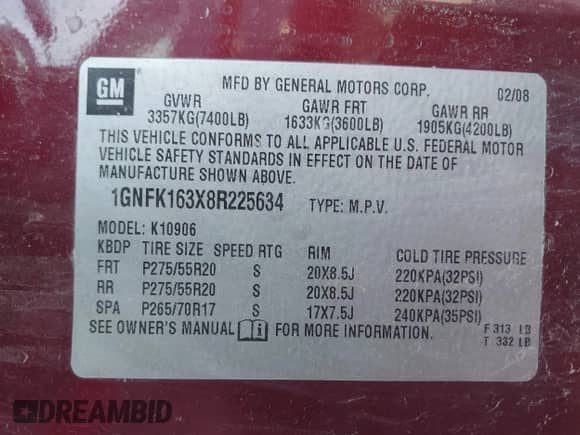 GM
MFD BY GENERAL MOTORS CORP. 02/08
GVWR GAWR FRT GAWR RR
3357KG(7400LB) 1633KG(3600LB) 1905KG(4200LB)
THIS VEHICLE CONFORMS TO ALL APPLICABLE U.S. FEDERAL MOTOR
VEHICLE SAFETY STANDARDS IN EFFECT ON THE DATE OF
MANUFACTURE SHOWN ABOVE.
1GNFK163X8R225634 TYPE: M.P.V.
MODEL: K10906
KBDP TIRE SIZE SPEED RTG RIM COLD TIRE PRESSURE
FRT P275/55R20 S 20X8.5J 220KPA(32PSI)
RR P275/55R20 S 20X8.5J 220KPA(32PSI)
SPA P265/70R17 S 17X7.5J 240KPA(35PSI)
SEE OWNER'S MANUAL i FOR MORE INFORMATION.
F 313 LB
T 332 LB
DREAMBID